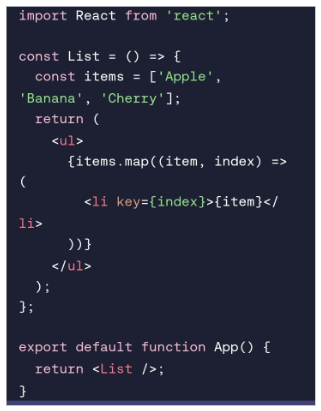 import React from 'react';

const List = () => {
  const items = ['Apple',
'Banana', 'Cherry'];
  return (
    <ul>
      {items.map((item, index) =>
(
        <li key={index}>{item}</
li>
      ))}
    </ul>
  );
};

export default function App() {
  return <List />;
}